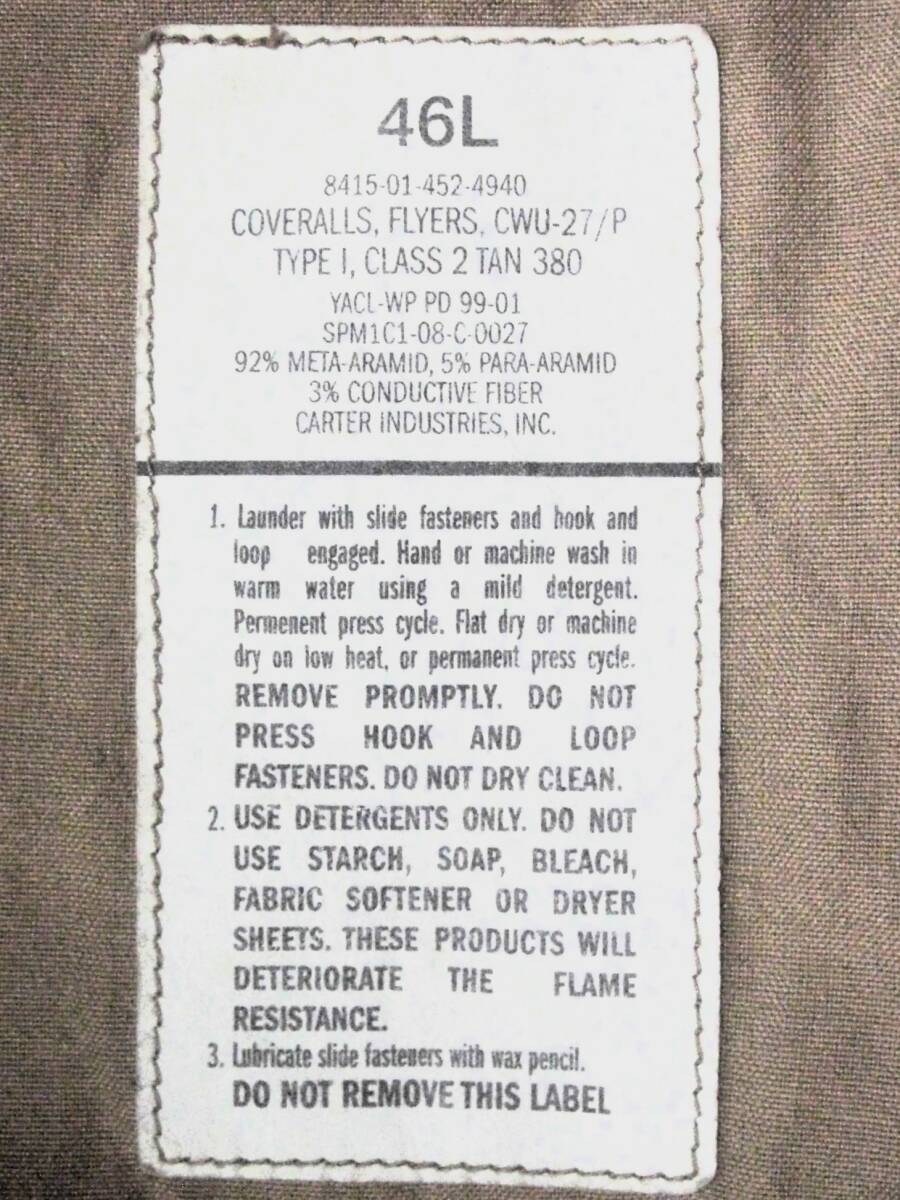 46L
8415-01-452-4940
COVERALLS, FLYERS, CWU-27/P
TYPE I, CLASS 2 TAN 380
YACL-WP PD 99-01
SPM1C1-08-C-0027
92% META-ARAMID, 5% PARA-ARAMID
3% CONDUCTIVE FIBER
CARTER INDUSTRIES, INC.
1. Launder with slide fasteners and hook and
loop engaged. Hand or machine wash in
warm water using a mild detergent.
Permenent press cycle. Flat dry or machine
dry on low heat, or permanent press cycle.
REMOVE PROMPTLY. DO NOT
PRESS HOOK AND LOOP
FASTENERS. DO NOT DRY CLEAN.
2. USE DETERGENTS ONLY. DO NOT
USE STARCH, SOAP, BLEACH,
FABRIC SOFTENER OR DRYER
SHEETS. THESE PRODUCTS WILL
DETERIORATE THE FLAME
RESISTANCE.
3. Lubricate slide fasteners with wax pencil.
DO NOT REMOVE THIS LABEL